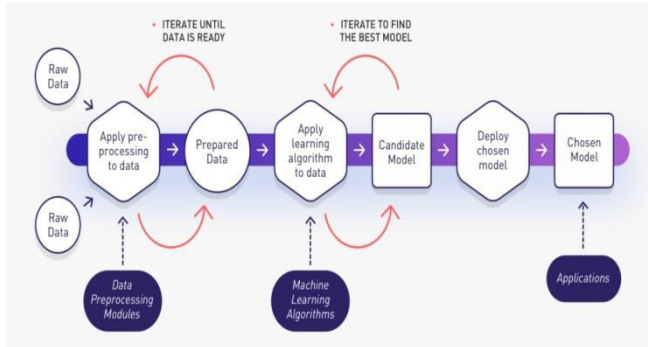 ITERATE UNTIL
DATA IS READY
ITERATE TO FIND
THE BEST MODEL
Raw
Data
Apply pre-
processing
to data
Prepared
Data
Apply
learning
algorithm
to data
Candidate
Model
Deploy
chosen
model
Chosen
Model
Raw
Data
Data
Preprocessing
Modules
Machine
Learning
Algorithms
Applications